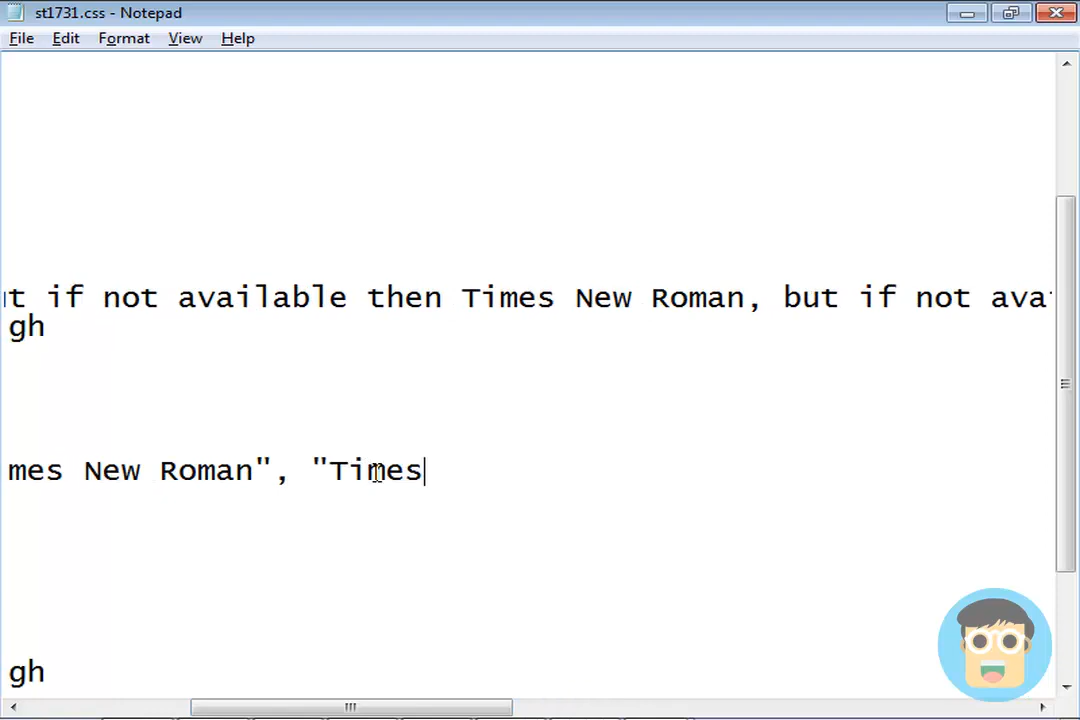 st1731.css - Notepad
File Edit Format View Help
if not available then Times New Roman, but if not
gh
mes New Roman", "Times
gh